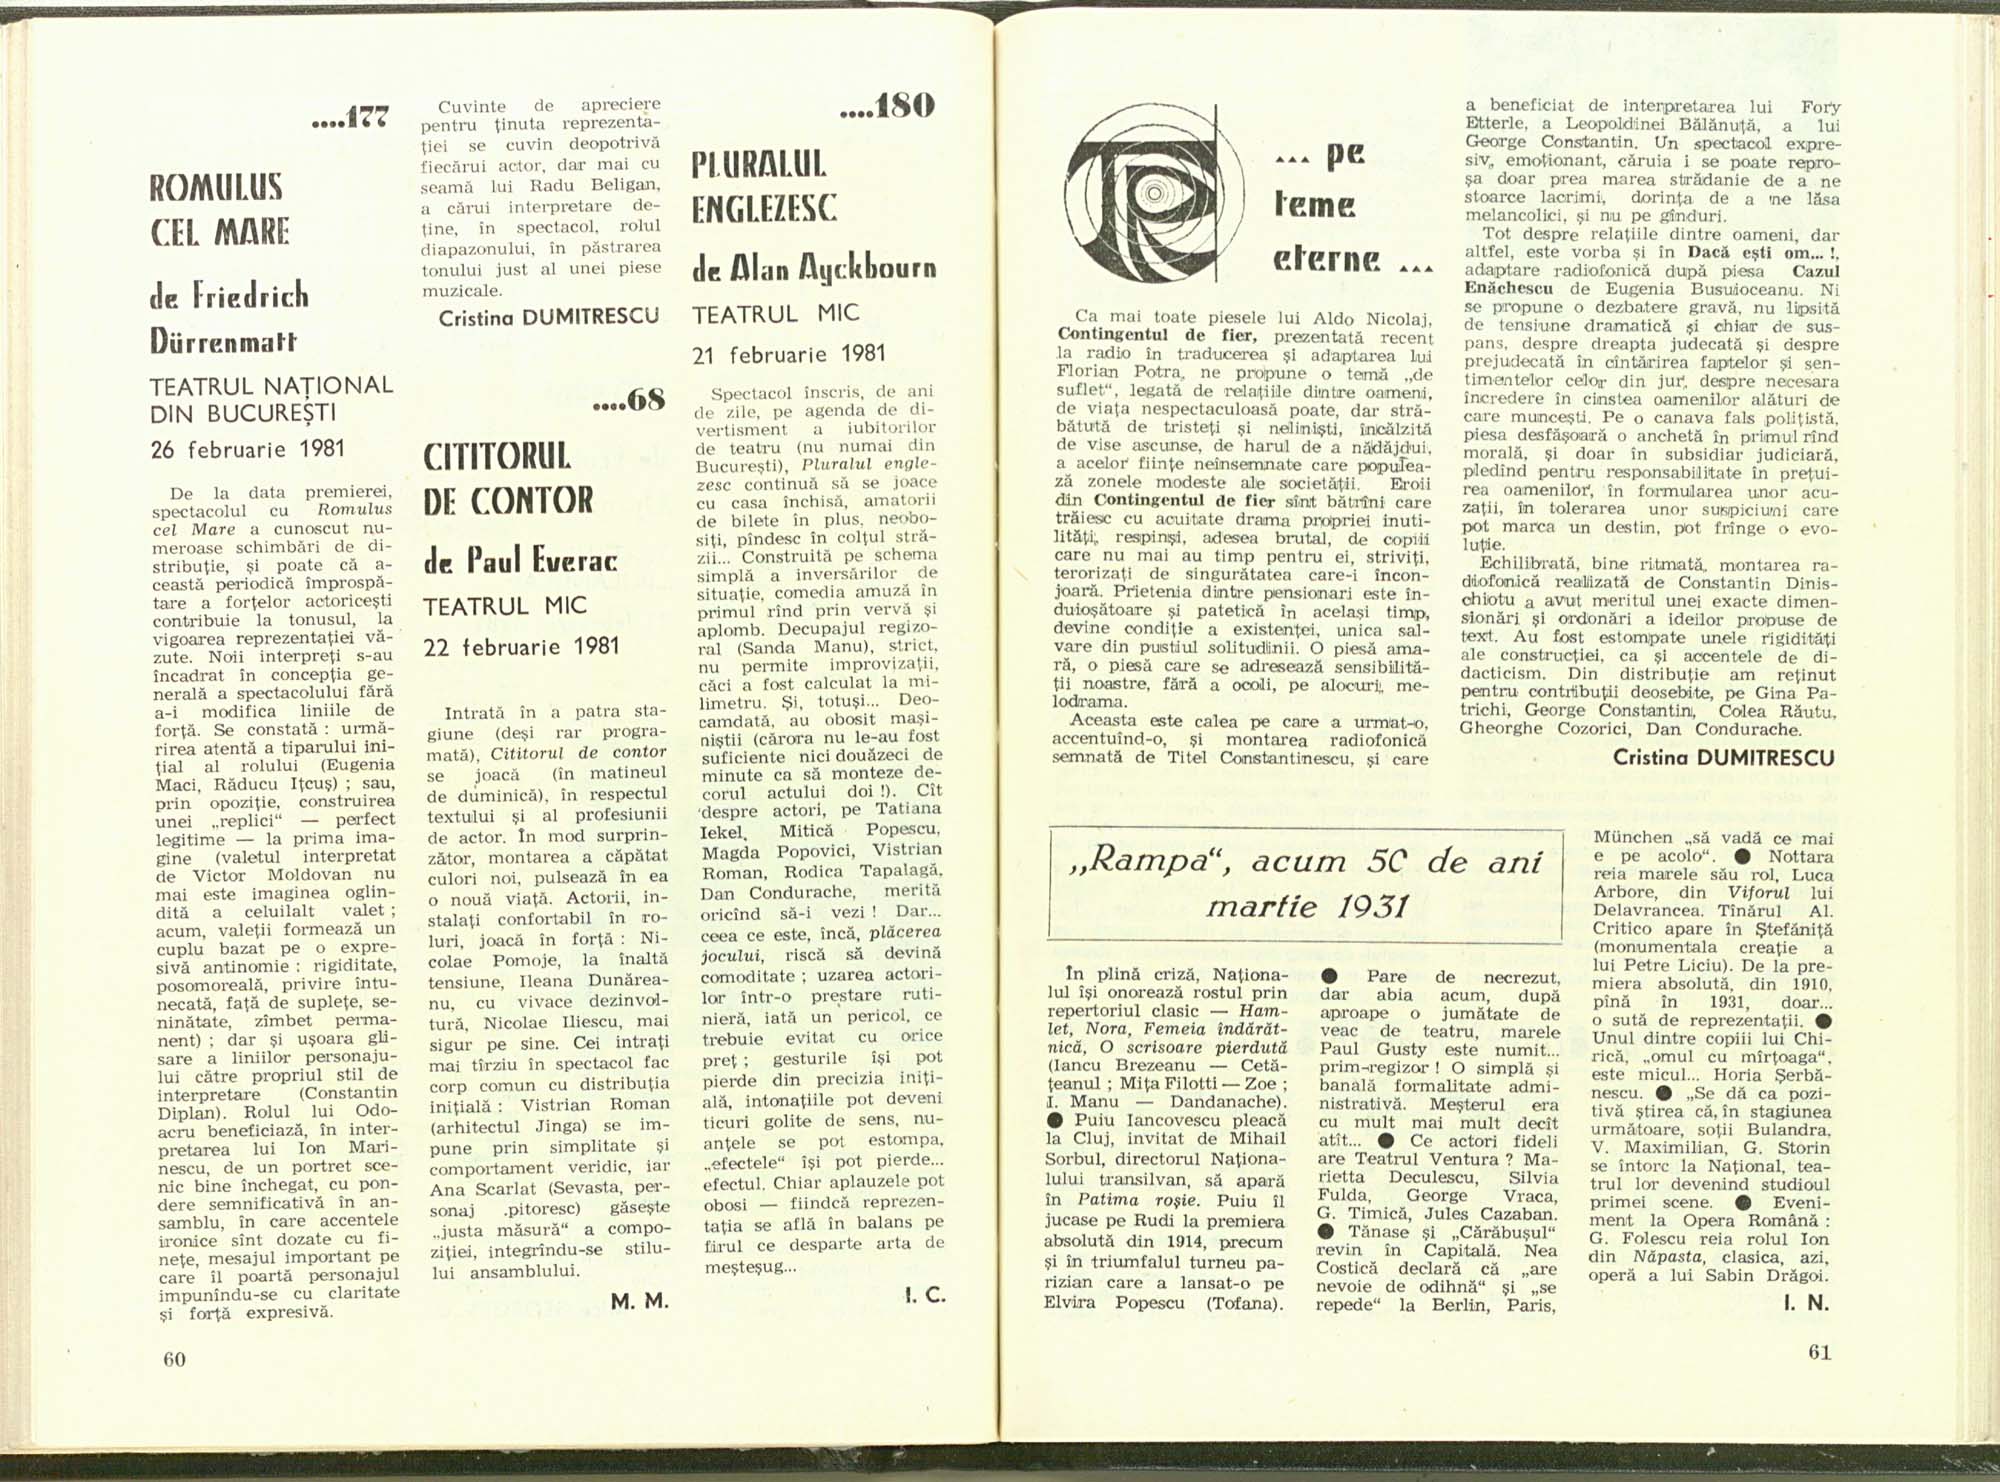 ....177
ROMULUS
CEL MARE
de Friedrich
Dürrenmatt
TEATRUL NAȚIONAL
DIN BUCUREȘTI
26 februarie 1981
De la data premierei,
spectacolul cu Romulus
cel Mare a cunoscut nu-
meroase schimbări de di-
stribuție, și poate că a-
ceastă periodică împrospă-
tare a forțelor actoricești
contribuie la tonusul, la
vigoarea reprezentației vă-
zute. Noii interpreți s-au
încadrat în concepția ge-
nerală a spectacolului fără
a-i modifica liniile de
forță. Se constată : urmă-
rirea atentă a tiparului ini-
țial al rolului (Eugenia
Maci, Răducu Ițcuș) ; sau,
prin opoziție, construirea
unei „replici“ — perfect
legitime — la prima ima-
gine (valetul interpretat
de Victor Moldovan nu
mai este imaginea oglin-
dită a celuilalt valet ;
acum, valeții formează un
cuplu bazat pe o expre-
sivă antinomie : rigiditate,
posomoreală, privire întu-
necată, față de suplețe, se-
ninătate, zîmbet perma-
nent) ; dar și ușoara gli-
sare a liniilor personaju-
lui către propriul stil de
interpretare (Constantin
Diplan). Rolul lui Odo-
acru beneficiază, în inter-
pretarea lui Ion Mari-
nescu, de un portret sce-
nic bine închegat, cu pon-
dere semnificativă în an-
samblu, în care accentele
ironice sînt dozate cu fi-
nețe, mesajul important pe
care îl poartă personajul
impunîndu-se cu claritate
și forță expresivă.
Cuvinte de apreciere
pentru ținuta reprezenta-
ției se cuvin deopotrivă
fiecărui actor, dar mai cu
seamă lui Radu Beligan,
a cărui interpretare de-
ține, în spectacol, rolul
diapazonului, în păstrarea
tonului just al unei piese
muzicale.
Cristina DUMITRESCU
....68
CITITORUL
DE CONTOR
de Paul Everac
TEATRUL MIC
22 februarie 1981
Intrată în a patra sta-
giune (deși rar progra-
mată), Cititorul de contor
se joacă (în matineul
de duminică), în respectul
textului și al profesiunii
de actor. În mod surprin-
zător, montarea a căpătat
culori noi, pulsează în ea
o nouă viață. Actorii, in-
stalați confortabil în ro-
luri, joacă în forță : Ni-
colae Pomoje, la înaltă
tensiune, Ileana Dunărea-
nu, cu vivace dezinvol-
tură, Nicolae Iliescu, mai
sigur pe sine. Cei intrați
mai tîrziu în spectacol fac
corp comun cu distribuția
inițială : Vistrian Roman
(arhitectul Jinga) se im-
pune prin simplitate și
comportament veridic, iar
Ana Scarlat (Sevasta, per-
sonaj pitoresc) găsește
„justa măsură“ a compo-
ziției, integrîndu-se stilu-
lui ansamblului.
M. M.
....180
PLURALUL
ENGLEZESC
de Alan Ayckbourn
TEATRUL MIC
21 februarie 1981
Spectacol înscris, de ani
de zile, pe agenda de di-
vertisment a iubitorilor
de teatru (nu numai din
București), Pluralul engle-
zesc continuă să se joace
cu casa închisă, amatorii
de bilete în plus, neobo-
siți, pîndesc în colțul stră-
zii... Construită pe schema
simplă a inversărilor de
situație, comedia amuză în
primul rînd prin vervă și
aplomb. Decupajul regizo-
ral (Sanda Manu), strict,
nu permite improvizații,
căci a fost calculat la mi-
limetru. Și, totuși... Deo-
camdată, au obosit mași-
niștii (cărora nu le-au fost
suficiente nici douăzeci de
minute ca să monteze de-
corul actului doi !). Cît
despre actori, pe Tatiana
Iekel, Mitică Popescu,
Magda Popovici, Vistrian
Roman, Rodica Tapalagă,
Dan Condurache, merită
oricînd să-i vezi ! Dar...
ceea ce este, încă, plăcerea
jocului, riscă să devină
comoditate ; uzarea actori-
lor într-o prestare ruti-
nieră, iată un pericol, ce
trebuie evitat cu orice
preț ; gesturile își pot
pierde din precizia iniți-
ală, intonațiile pot deveni
ticuri golite de sens, nu-
anțele se pot estompa,
„efectele“ își pot pierde...
efectul. Chiar aplauzele pot
obosi — fiindcă reprezen-
tația se află în balans pe
firul ce desparte arta de
meșteșug...
I. C.
60
... pe
teme
eterne ...
Ca mai toate piesele lui Aldo Nicolaj,
Contingentul de fier, prezentată recent
la radio în traducerea și adaptarea lui
Florian Potra, ne propune o temă „de
suflet“, legată de relațiile dintre oameni,
de viața nespectaculoasă poate, dar stră-
bătută de tristeți și neliniști, încălzită
de vise ascunse, de harul de a nădăjdui,
a acelor ființe neînsemnate care populea-
ză zonele modeste ale societății. Eroii
din Contingentul de fier sînt bătrîni care
trăiesc cu acuitate drama propriei inuti-
lități, respinși, adesea brutal, de copiii
care nu mai au timp pentru ei, striviți,
terorizați de singurătatea care-i încon-
joară. Prietenia dintre pensionari este în-
duioșătoare și patetică în același timp,
devine condiție a existenței, unica sal-
vare din pustiul solitudinii. O piesă ama-
ră, o piesă care se adresează sensibilită-
ții noastre, fără a ocoli, pe alocuri, me-
lodrama.
Aceasta este calea pe care a urmat-o,
accentuînd-o, și montarea radiofonică
semnată de Titel Constantinescu, și care
a beneficiat de interpretarea lui Fory
Etterle, a Leopoldinei Bălănuță, a lui
George Constantin. Un spectacol expre-
siv, emoționant, căruia i se poate repro-
șa doar prea marea strădanie de a ne
stoarce lacrimi, dorința de a ne lăsa
melancolici, și nu pe gînduri.
Tot despre relațiile dintre oameni, dar
altfel, este vorba și în Dacă ești om... !,
adaptare radiofonică după piesa Cazul
Enăchescu de Eugenia Busuioceanu. Ni
se propune o dezbatere gravă, nu lipsită
de tensiune dramatică și chiar de sus-
pans, despre dreapta judecată și despre
prejudecată în cîntărirea faptelor și sen-
timentelor celor din jur, despre necesara
încredere în cinstea oamenilor alături de
care muncești. Pe o canava fals polițistă,
piesa desfășoară o anchetă în primul rînd
morală, și doar în subsidiar judiciară,
pledînd pentru responsabilitate în prețui-
rea oamenilor, în formularea unor acu-
zații, în tolerarea unor suspiciuni care
pot marca un destin, pot frînge o evo-
luție.
Echilibrată, bine ritmată, montarea ra-
diofonică realizată de Constantin Dinis-
chiotu a avut meritul unei exacte dimen-
sionări și ordonări a ideilor propuse de
text. Au fost estompate unele rigidități
ale construcției, ca și accentele de di-
dacticism. Din distribuție am reținut
pentru contribuții deosebite, pe Gina Pa-
trichi, George Constantin, Colea Răutu,
Gheorghe Cozorici, Dan Condurache.
Cristina DUMITRESCU
„Rampa“, acum 50 de ani
martie 1931
În plină criză, Naționa-
lul își onorează rostul prin
repertoriul clasic — Ham-
let, Nora, Femeia îndărăt-
nică, O scrisoare pierdută
(Iancu Brezeanu — Cetă-
țeanul ; Mița Filotti — Zoe ;
I. Manu — Dandanache).
● Puiu Iancovescu pleacă
la Cluj, invitat de Mihail
Sorbul, directorul Naționa-
lului transilvan, să apară
în Patima roșie. Puiu îl
jucase pe Rudi la premiera
absolută din 1914, precum
și în triumfalul turneu pa-
rizian care a lansat-o pe
Elvira Popescu (Tofana).
● Pare de necrezut,
dar abia acum, după
aproape o jumătate de
veac de teatru, marele
Paul Gusty este numit...
prim-regizor ! O simplă și
banală formalitate admi-
nistrativă. Meșterul era
cu mult mai mult decît
atît... ● Ce actori fideli
are Teatrul Ventura ? Ma-
rietta Deculescu, Silvia
Fulda, George Vraca,
G. Timică, Jules Cazaban.
● Tănase și „Cărăbușul“
revin în Capitală. Nea
Costică declară că „are
nevoie de odihnă“ și „se
repede“ la Berlin, Paris,
München „să vadă ce mai
e pe acolo“. ● Nottara
reia marele său rol, Luca
Arbore, din Viforul lui
Delavrancea. Tînărul Al.
Critico apare în Ștefăniță
(monumentala creație a
lui Petre Liciu). De la pre-
miera absolută, din 1910,
pînă în 1931, doar...
o sută de reprezentații. ●
Unul dintre copiii lui Chi-
rică, „omul cu mîrțoaga“,
este micul... Horia Șerbă-
nescu. ● „Se dă ca pozi-
tivă știrea că, în stagiunea
următoare, soții Bulandra,
V. Maximilian, G. Storin
se întorc la Național, tea-
trul lor devenind studioul
primei scene. ● Eveni-
ment la Opera Română :
G. Folescu reia rolul Ion
din Năpasta, clasica, azi,
operă a lui Sabin Drăgoi.
I. N.
61